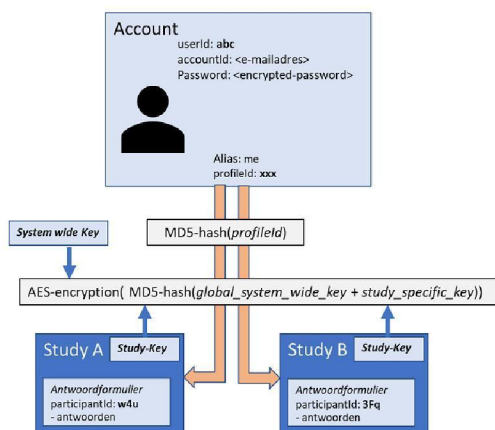 Account
userId: abc
accountId: <e-mailadres>
Password: <encrypted-password>
Alias: me
profileId: xxx
System wide Key
MD5-hash(profileId)
AES-encryption( MD5-hash(global_system_wide_key + study_specific_key))
Study A
Study-Key
Antwoordformulier
participantId: w4u
- antwoorden
Study B
Study-Key
Antwoordformulier
participantId: 3Fq
- antwoorden